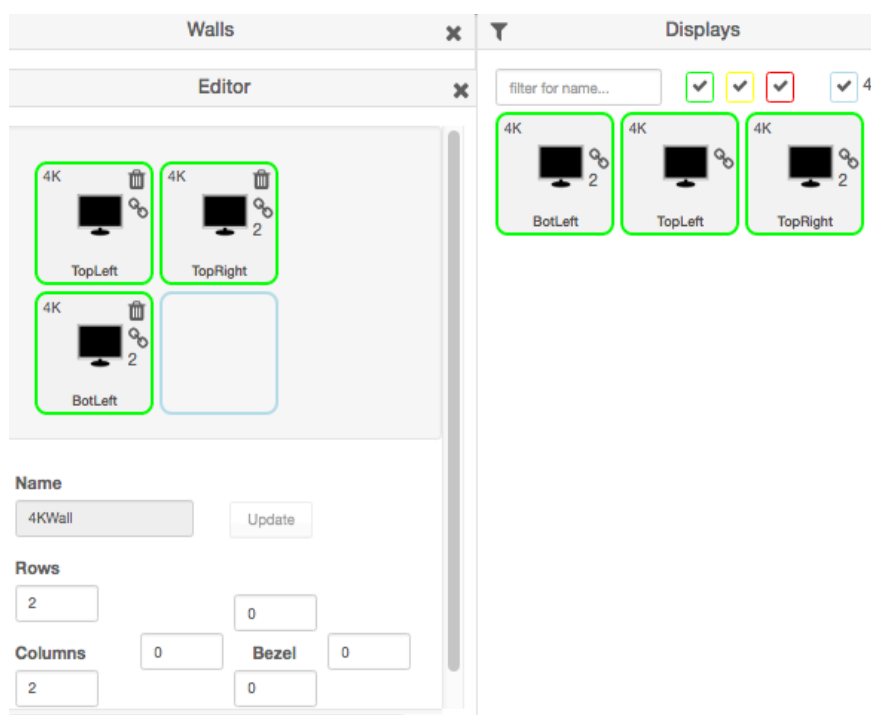 Walls
Editor
4K
TopLeft
4K
2
TopRight
4K
2
BotLeft
Name
4KWall
Update
Rows
2
0
Columns
0
Bezel
0
2
0
Displays
filter for name...
4
4K
2
BotLeft
4K
TopLeft
4K
2
TopRight